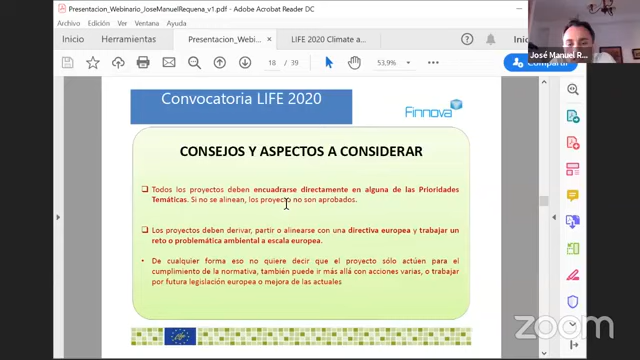 Presentacion_Webinario_JoseManuelRequena_v1.pdf - Adobe Acrobat Reader DC
Archivo Edición Ver Ventana Ayuda
Inicio Herramientas Presentacion_Webi... × LIFE 2020 Climate a...
18 / 39 53,9% Compartir
José Manuel R...
Convocatoria LIFE 2020
Finnova
CONSEJOS Y ASPECTOS A CONSIDERAR
Todos los proyectos deben encuadrarse directamente en alguna de las Prioridades
Temáticas. Si no se alinean, los proyecto no son aprobados.
Los proyectos deben derivar, partir o alinearse con una directiva europea y trabajar un
reto o problemática ambiental a escala europea.
De cualquier forma eso no quiere decir que el proyecto sólo actúen para el
cumplimiento de la normativa, también puede ir más allá con acciones varias, o trabajar
por futura legislación europea o mejora de las actuales
zoom